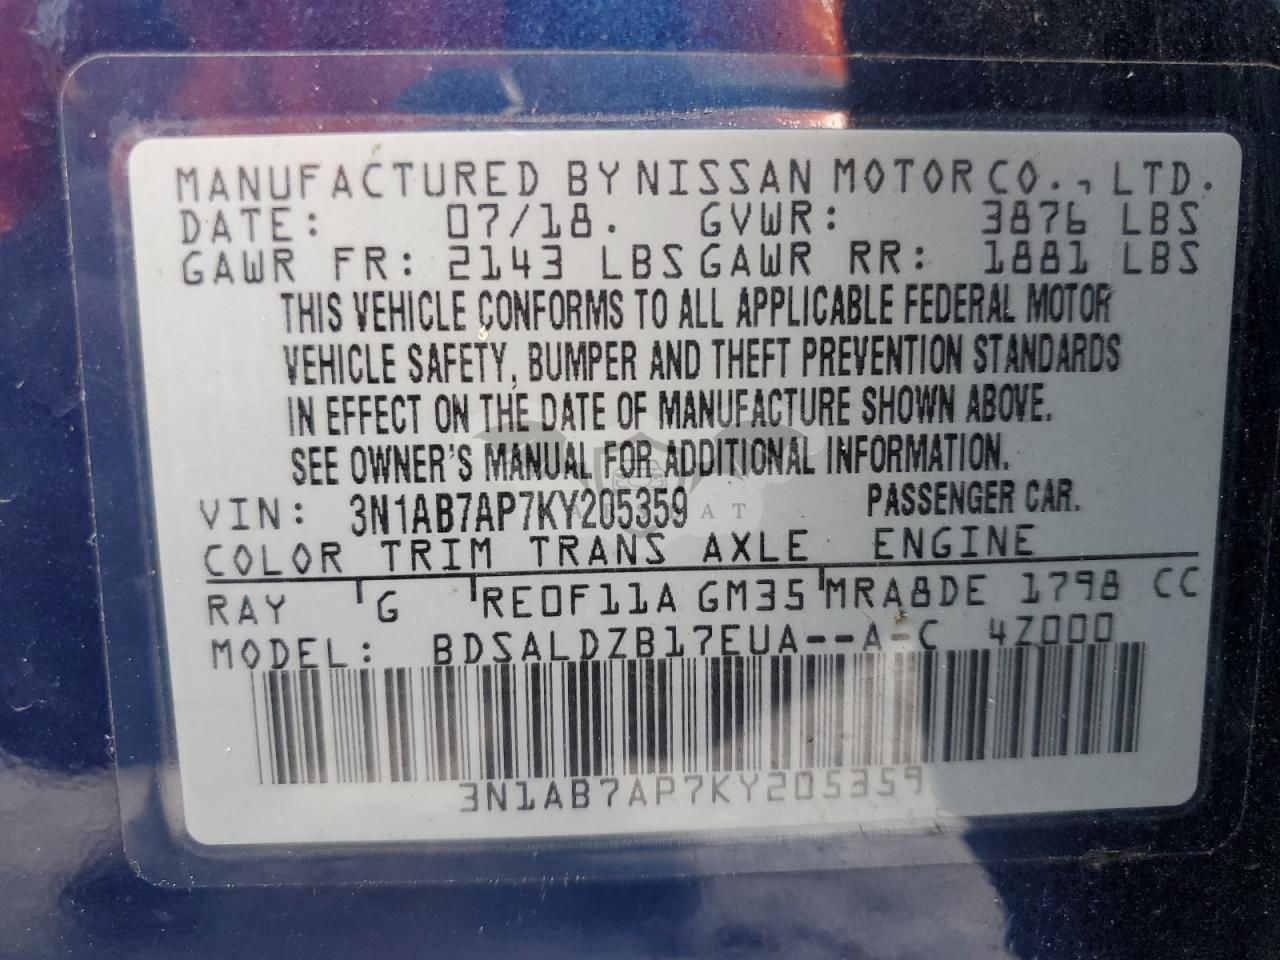 MANUFACTURED BY NISSAN MOTOR CO., LTD.
DATE: 07/18. GVWR: 3876 LBS
GAWR FR: 2143 LBS GAWR RR: 1881 LBS
THIS VEHICLE CONFORMS TO ALL APPLICABLE FEDERAL MOTOR
VEHICLE SAFETY, BUMPER AND THEFT PREVENTION STANDARDS
IN EFFECT ON THE DATE OF MANUFACTURE SHOWN ABOVE.
SEE OWNER'S MANUAL FOR ADDITIONAL INFORMATION.
VIN: 3N1AB7AP7KY205359 PASSENGER CAR.
COLOR TRIM TRANS AXLE ENGINE
RAY G RE0F11A GM35 MRA8DE 1798 CC
MODEL: BDSALDZB17EUA--A-C 4Z000
3N1AB7AP7KY205359